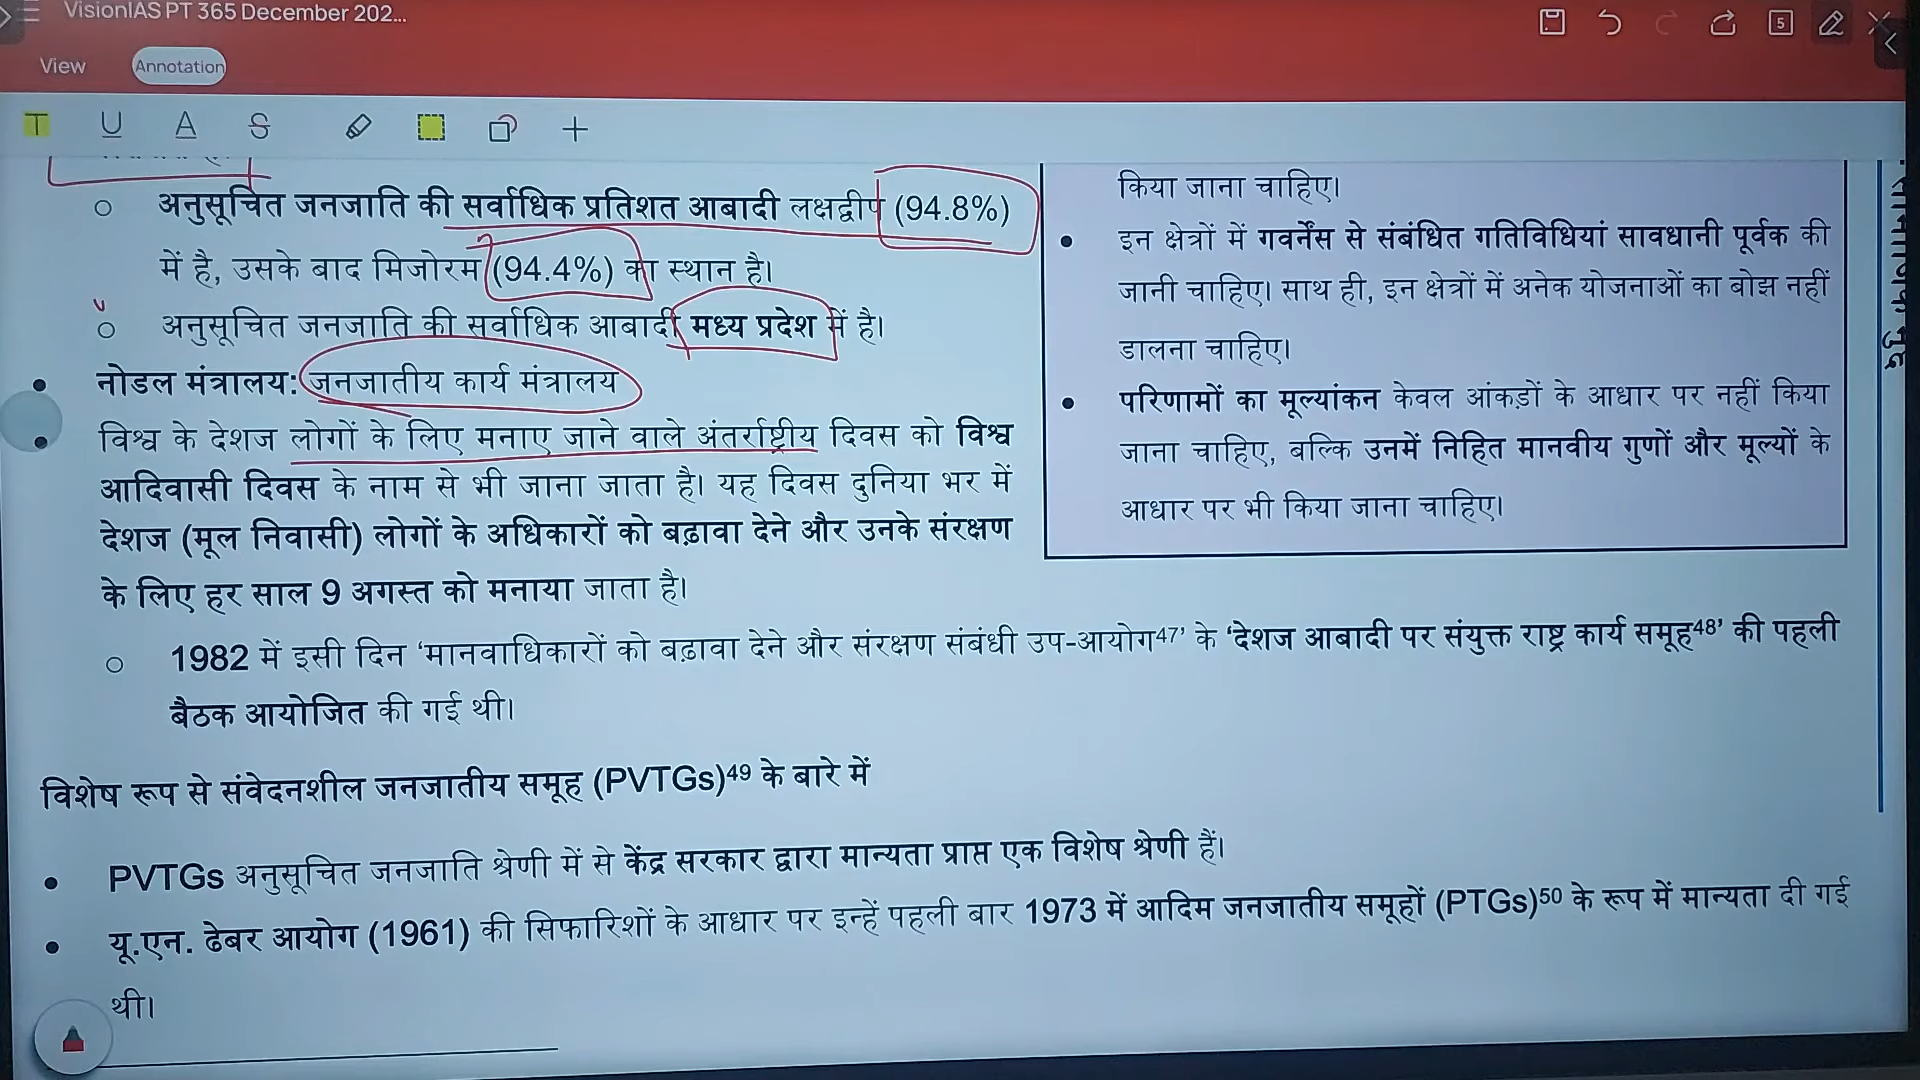 VisionIAS PT 365 December 202...
View
Annotation
अनुसूचित जनजाति की सर्वाधिक प्रतिशत आबादी लक्षद्वीप (94.8%)
में है, उसके बाद मिजोरम (94.4%) का स्थान है।
अनुसूचित जनजाति की सर्वाधिक आबादी मध्य प्रदेश में है।
नोडल मंत्रालय: जनजातीय कार्य मंत्रालय
विश्व के देशज लोगों के लिए मनाए जाने वाले अंतर्राष्ट्रीय दिवस को विश्व
आदिवासी दिवस के नाम से भी जाना जाता है। यह दिवस दुनिया भर में
देशज (मूल निवासी) लोगों के अधिकारों को बढ़ावा देने और उनके संरक्षण
के लिए हर साल 9 अगस्त को मनाया जाता है।
1982 में इसी दिन ‘मानवाधिकारों को बढ़ावा देने और संरक्षण संबंधी उप-आयोग47’ के ‘देशज आबादी पर संयुक्त राष्ट्र कार्य समूह48’ की पहली
बैठक आयोजित की गई थी।
किया जाना चाहिए।
इन क्षेत्रों में गवर्नेंस से संबंधित गतिविधियां सावधानी पूर्वक की
जानी चाहिए। साथ ही, इन क्षेत्रों में अनेक योजनाओं का बोझ नहीं
डालना चाहिए।
परिणामों का मूल्यांकन केवल आंकड़ों के आधार पर नहीं किया
जाना चाहिए, बल्कि उनमें निहित मानवीय गुणों और मूल्यों के
आधार पर भी किया जाना चाहिए।
विशेष रूप से संवेदनशील जनजातीय समूह (PVTGs)49 के बारे में
PVTGs अनुसूचित जनजाति श्रेणी में से केंद्र सरकार द्वारा मान्यता प्राप्त एक विशेष श्रेणी हैं।
यू.एन. ढेबर आयोग (1961) की सिफारिशों के आधार पर इन्हें पहली बार 1973 में आदिम जनजातीय समूहों (PTGs)50 के रूप में मान्यता दी गई
थी।